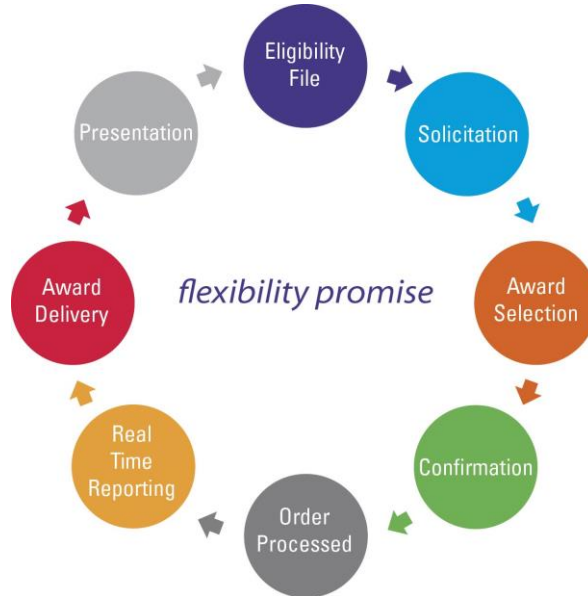 Eligibility
File
Solicitation
Award
Selection
Confirmation
Order
Processed
Real
Time
Reporting
Award
Delivery
Presentation
flexibility promise